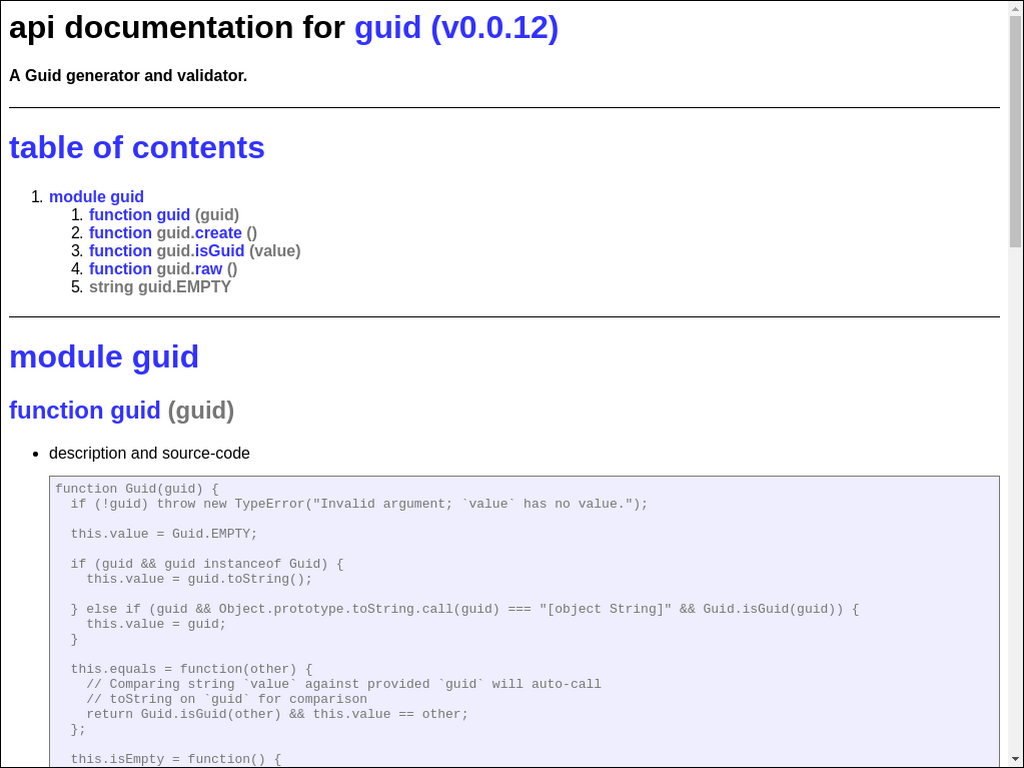 api documentation for guid (v0.0.12)
A Guid generator and validator.
table of contents
1. module guid
1. function guid (guid)
2. function guid.create ()
3. function guid.isGuid (value)
4. function guid.raw ()
5. string guid.EMPTY
module guid
function guid (guid)
• description and source-code
function Guid(guid) {
  if (!guid) throw new TypeError("Invalid argument; `value` has no value.");
  this.value = Guid.EMPTY;
  if (guid && guid instanceof Guid) {
    this.value = guid.toString();
  } else if (guid && Object.prototype.toString.call(guid) === "[object String]" && Guid.isGuid(guid)) {
    this.value = guid;
  }
  this.equals = function(other) {
    // Comparing string `value` against provided `guid` will auto-call
    // toString on `guid` for comparison
    return Guid.isGuid(other) && this.value == other;
  };
  this.isEmpty = function() {